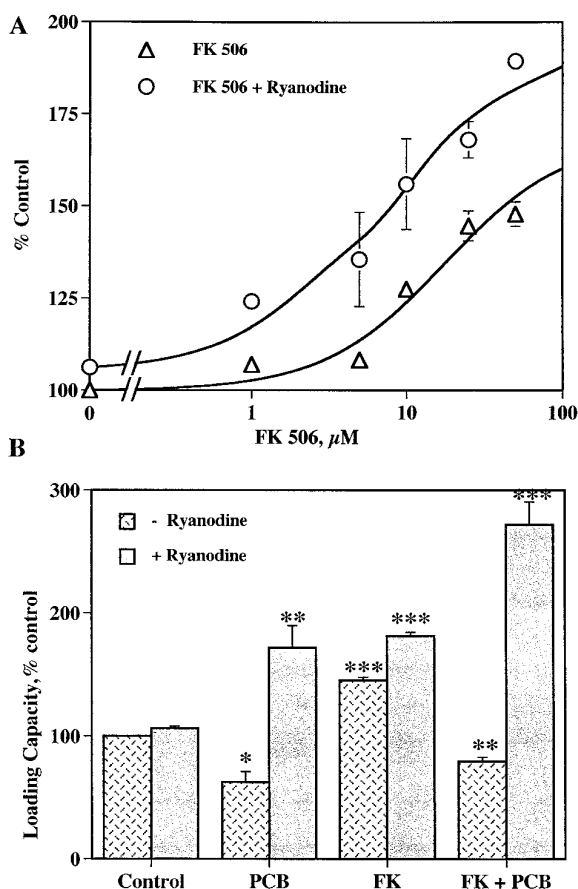 A
200
175
150
125
100
% Control
FK 506
FK 506 + Ryanodine
0
1
10
100
FK 506, μM
B
300
200
100
0
Loading Capacity, % control
- Ryanodine
+ Ryanodine
*
**
***
***
**
***
Control
PCB
FK
FK + PCB